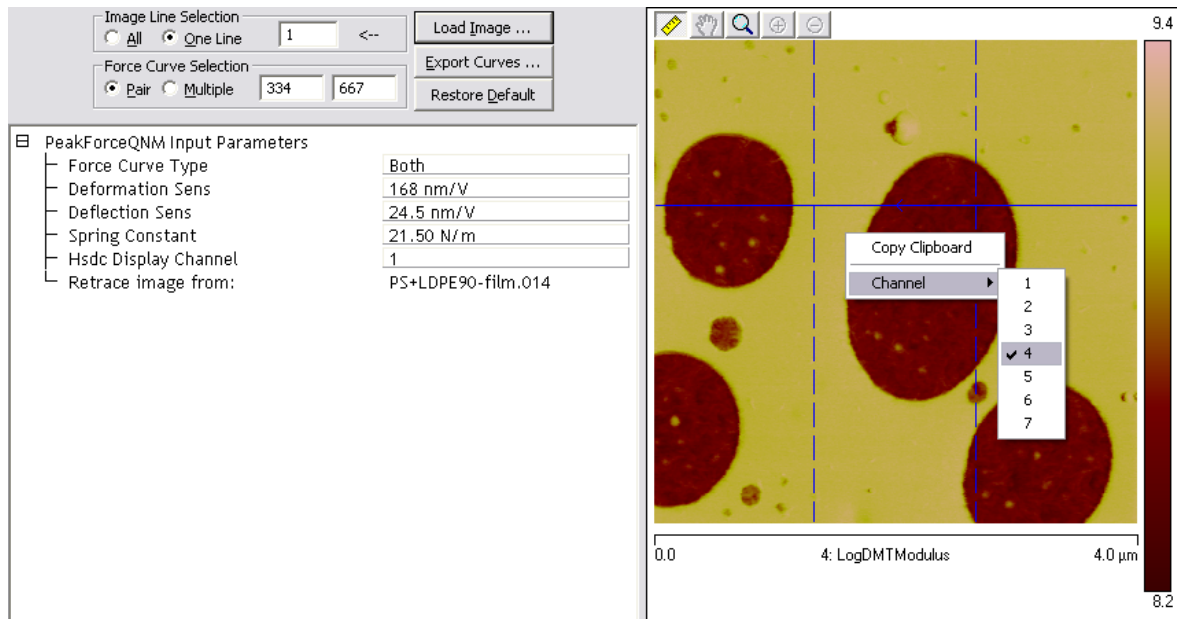 Image Line Selection
All One Line 1 <--
Load Image ...
Force Curve Selection
Pair Multiple 334 667
Export Curves ...
Restore Default
PeakForceQNM Input Parameters
Force Curve Type Both
Deformation Sens 168 nm/V
Deflection Sens 24.5 nm/V
Spring Constant 21.50 N/m
Hsdc Display Channel 1
Retrace image from: PS+LDPE90-film.014
9.4
Copy Clipboard
Channel
1
2
3
4
5
6
7
0.0 4: LogDMTModulus 4.0 µm
8.2